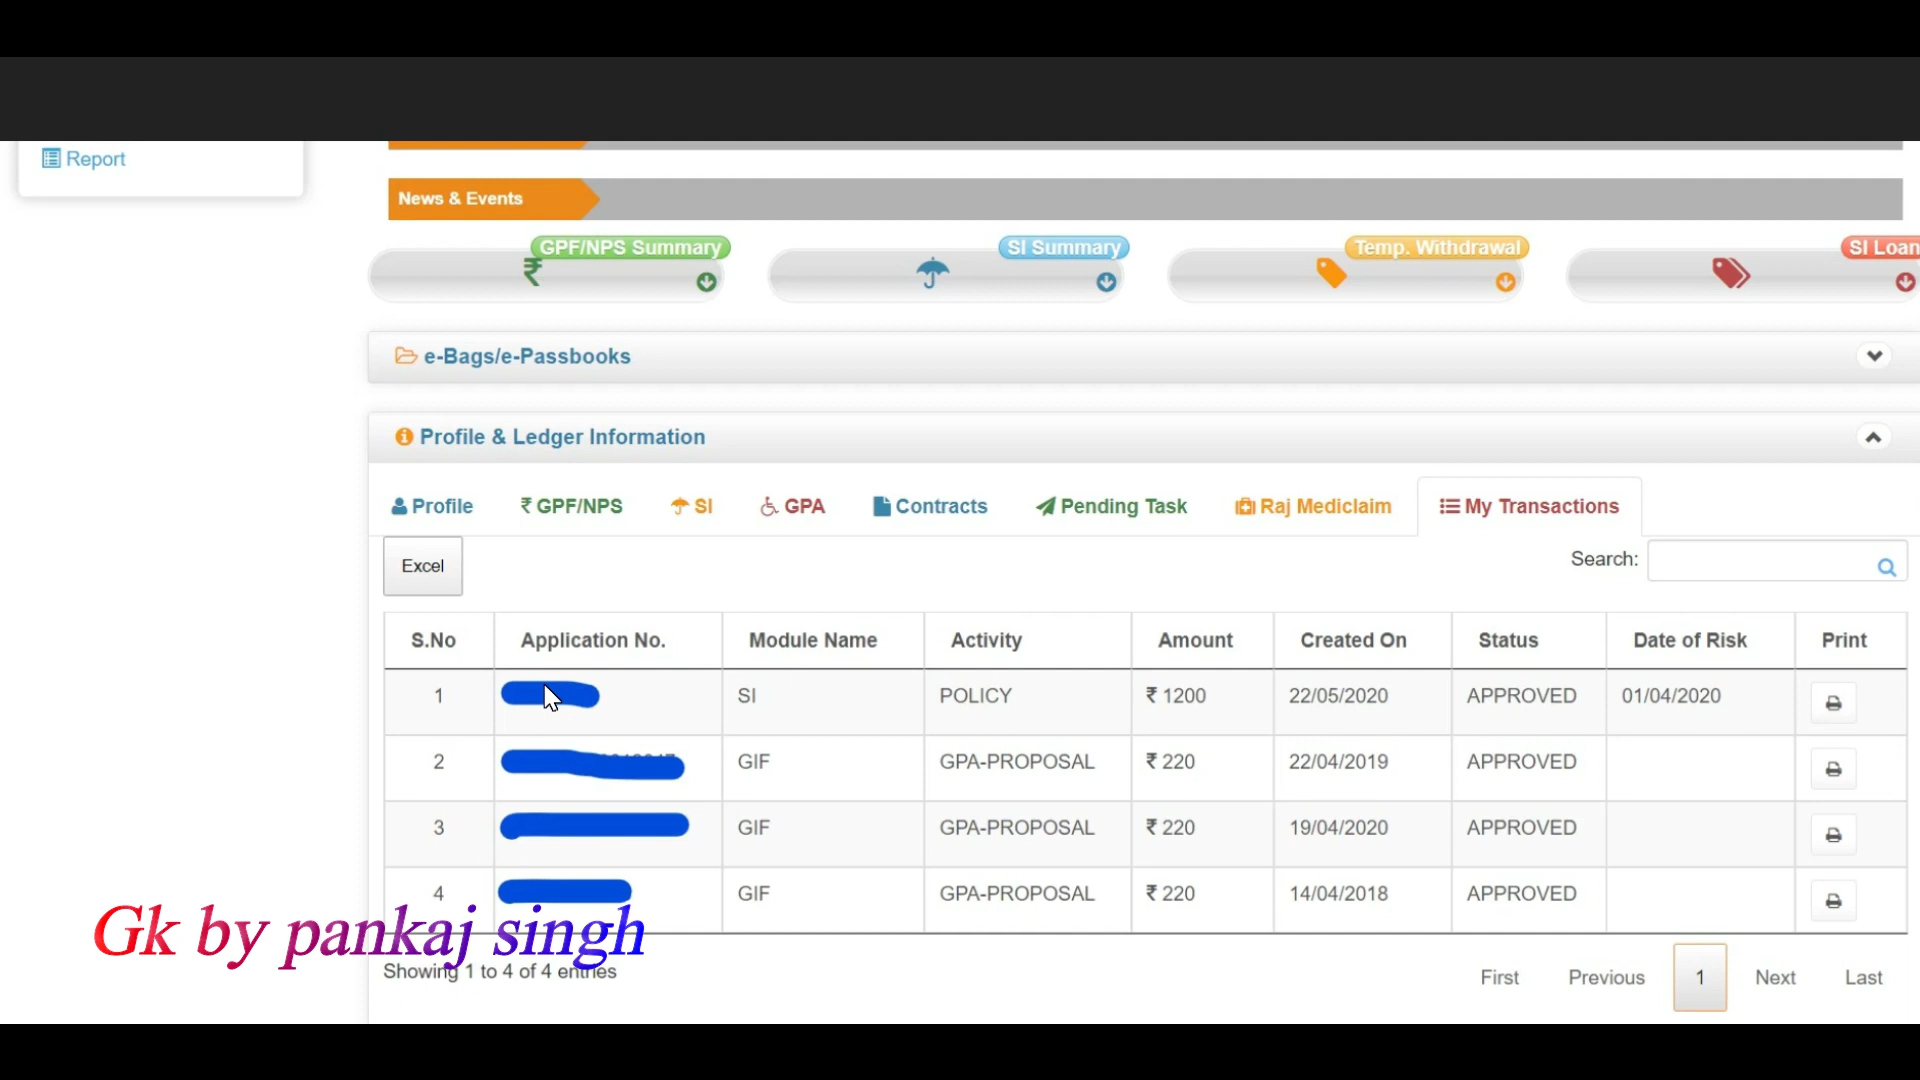 Report
News & Events
GPF/NPS Summary
SI Summary
Temp. Withdrawal
SI Loan
e-Bags/e-Passbooks
Profile & Ledger Information
Profile GPF/NPS SI GPA Contracts Pending Task Raj Mediclaim My Transactions
Excel
Search:
S.No Application No. Module Name Activity Amount Created On Status Date of Risk Print
1 SI POLICY ₹ 1200 22/05/2020 APPROVED 01/04/2020
2 GIF GPA-PROPOSAL ₹ 220 22/04/2019 APPROVED
3 GIF GPA-PROPOSAL ₹ 220 19/04/2020 APPROVED
4 GIF GPA-PROPOSAL ₹ 220 14/04/2018 APPROVED
Gk by pankaj singh
Showing 1 to 4 of 4 entries
First Previous 1 Next Last